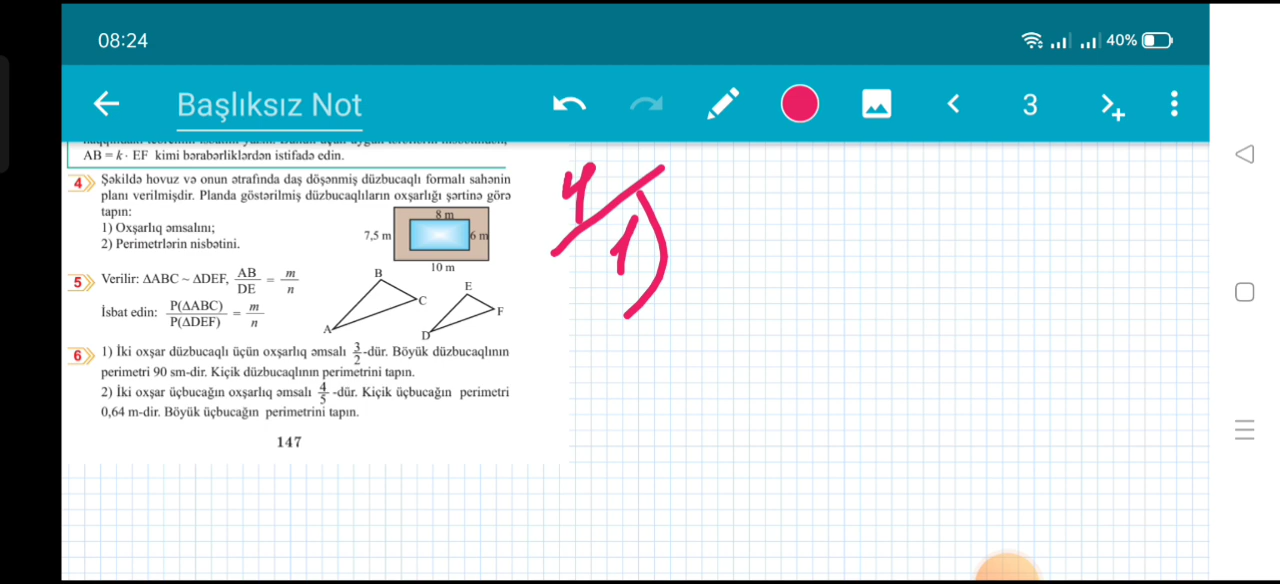 08:24
40%
Başlıksız Not
3
AB = k · EF kimi bərabərliklərdən istifadə edin.
4 Şəkildə hovuz və onun ətrafında daş döşənmiş düzbucaqlı formalı sahənin
planı verilmişdir. Planda göstərilmiş düzbucaqlıların oxşarlığı şərtinə görə
tapın:
1) Oxşarlıq əmsalını;
2) Perimetrlərin nisbətini.
8 m
7,5 m
6 m
10 m
5 Verilir: ΔABC ~ ΔDEF, AB/DE = m/n
İsbat edin: P(ΔABC)/P(ΔDEF) = m/n
B
C
A
E
F
D
6 1) İki oxşar düzbucaqlı üçün oxşarlıq əmsalı 3/2-dür. Böyük düzbucaqlının
perimetri 90 sm-dir. Kiçik düzbucaqlının perimetrini tapın.
2) İki oxşar üçbucağın oxşarlıq əmsalı 4/5 -dür. Kiçik üçbucağın perimetri
0,64 m-dir. Böyük üçbucağın perimetrini tapın.
147
4/1)